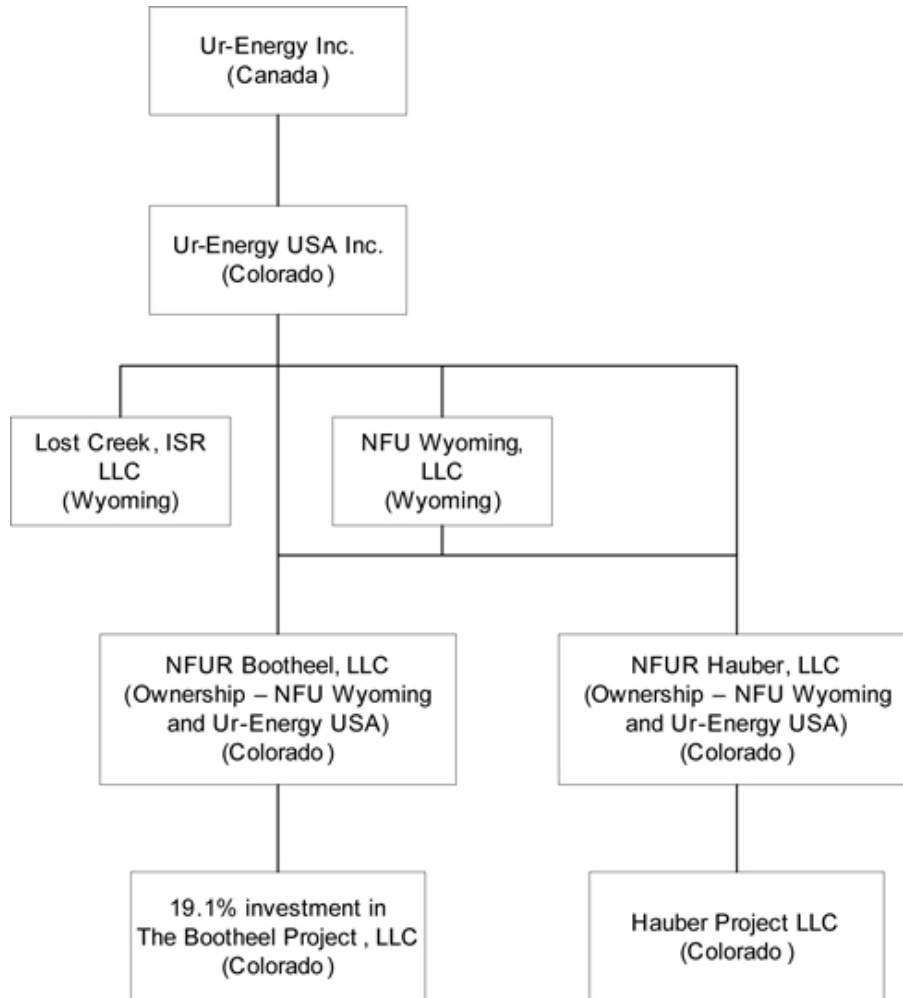 Ur-Energy Inc.
(Canada)
Ur-Energy USA Inc.
(Colorado)
Lost Creek, ISR
LLC
(Wyoming)
NFU Wyoming,
LLC
(Wyoming)
NFUR Bootheel, LLC
(Ownership – NFU Wyoming
and Ur-Energy USA)
(Colorado)
NFUR Hauber, LLC
(Ownership – NFU Wyoming
and Ur-Energy USA)
(Colorado)
19.1% investment in
The Bootheel Project , LLC
(Colorado)
Hauber Project LLC
(Colorado)